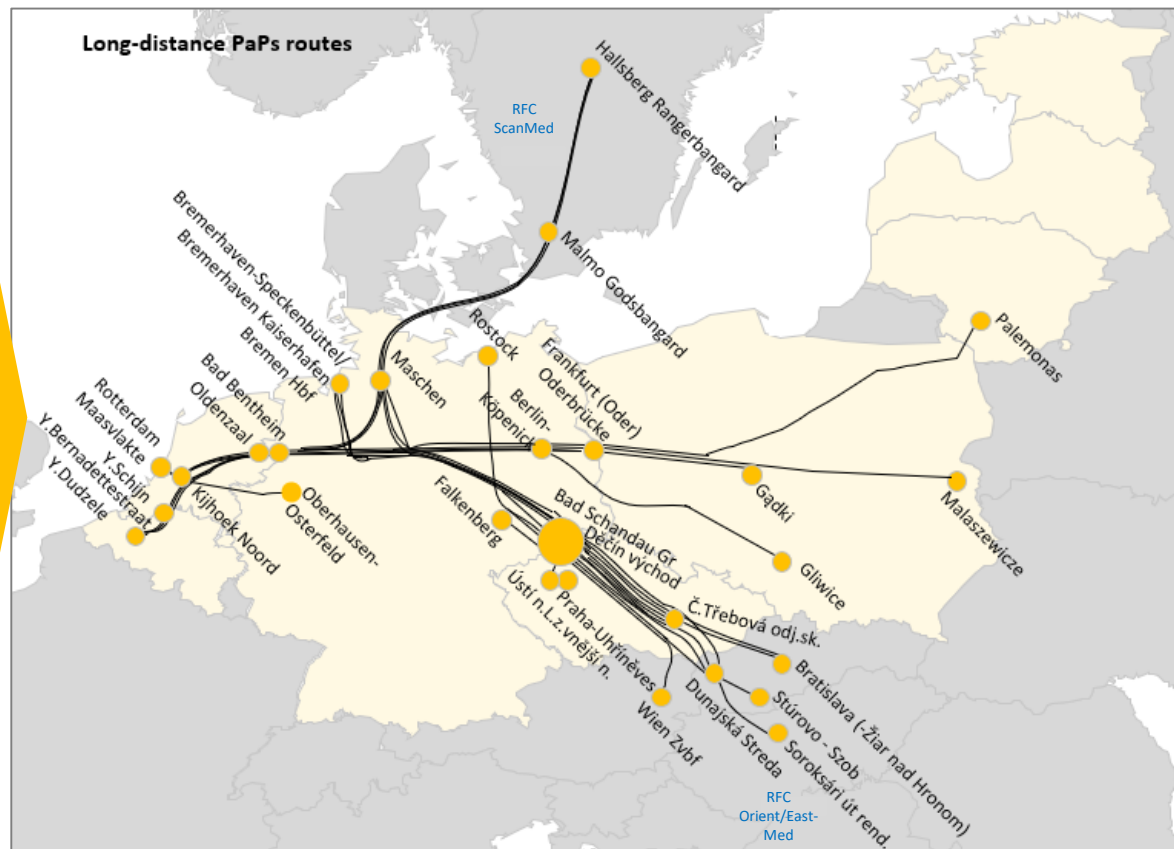 Long-distance PaPs routes
Hallsberg Rangerbangard
RFC
ScanMed
Malmo Godsbangard
Bremerhaven-Speckenbüttel/
Bremerhaven Kaiserhafen
Bremen Hbf
Maschen
Rostock
Palemonas
Frankfurt (Oder)
Oderbrücke
Berlin-
Köpenick
Bad Bentheim
Oldenzaal
Rotterdam
Maasvlakte
Y.Schijn
Y.Bernadettestraat
Y.Dudzele
Kijhoek Noord
Oberhausen-
Osterfeld
Falkenberg
Bad Schandau Gr
Děčín východ
Gądki
Malaszewicze
Gliwice
Ústí n.L.z.vnější n.
Praha-Uhříněves
Č.Třebová odj.sk.
Wien Zvbf
Dunajská Streda
Bratislava (-Žiar nad Hronom)
Stúrovo - Szob
Soroksári út rend.
RFC
Orient/East-
Med